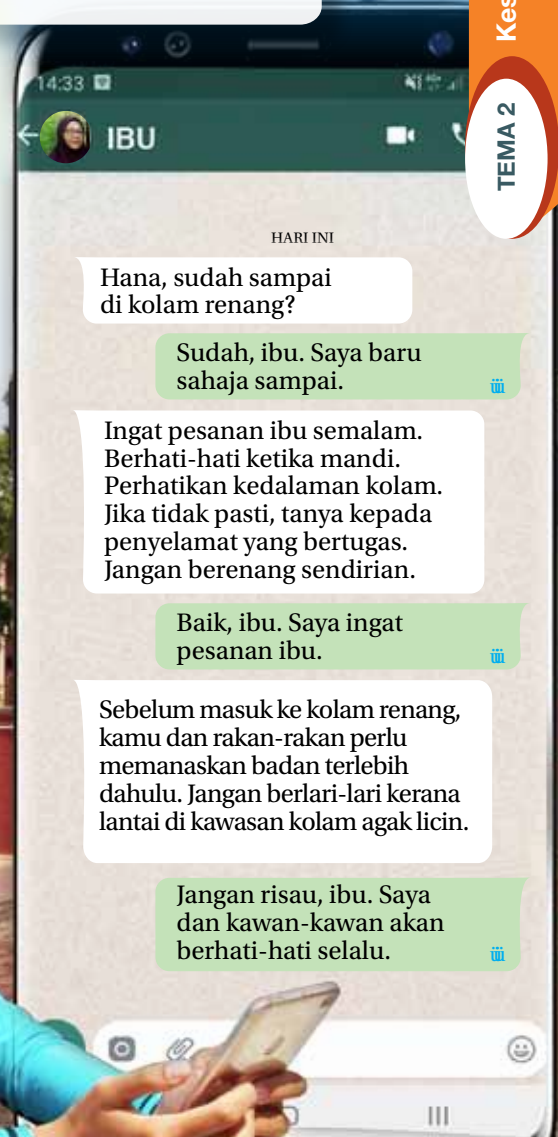 Kes
TEMA 2
14:33
IBU
HARI INI
Hana, sudah sampai
di kolam renang?
Sudah, ibu. Saya baru
sahaja sampai.
Ingat pesanan ibu semalam.
Berhati-hati ketika mandi.
Perhatikan kedalaman kolam.
Jika tidak pasti, tanya kepada
penyelamat yang bertugas.
Jangan berenang sendirian.
Baik, ibu. Saya ingat
pesanan ibu.
Sebelum masuk ke kolam renang,
kamu dan rakan-rakan perlu
memanaskan badan terlebih
dahulu. Jangan berlari-lari kerana
lantai di kawasan kolam agak licin.
Jangan risau, ibu. Saya
dan kawan-kawan akan
berhati-hati selalu.